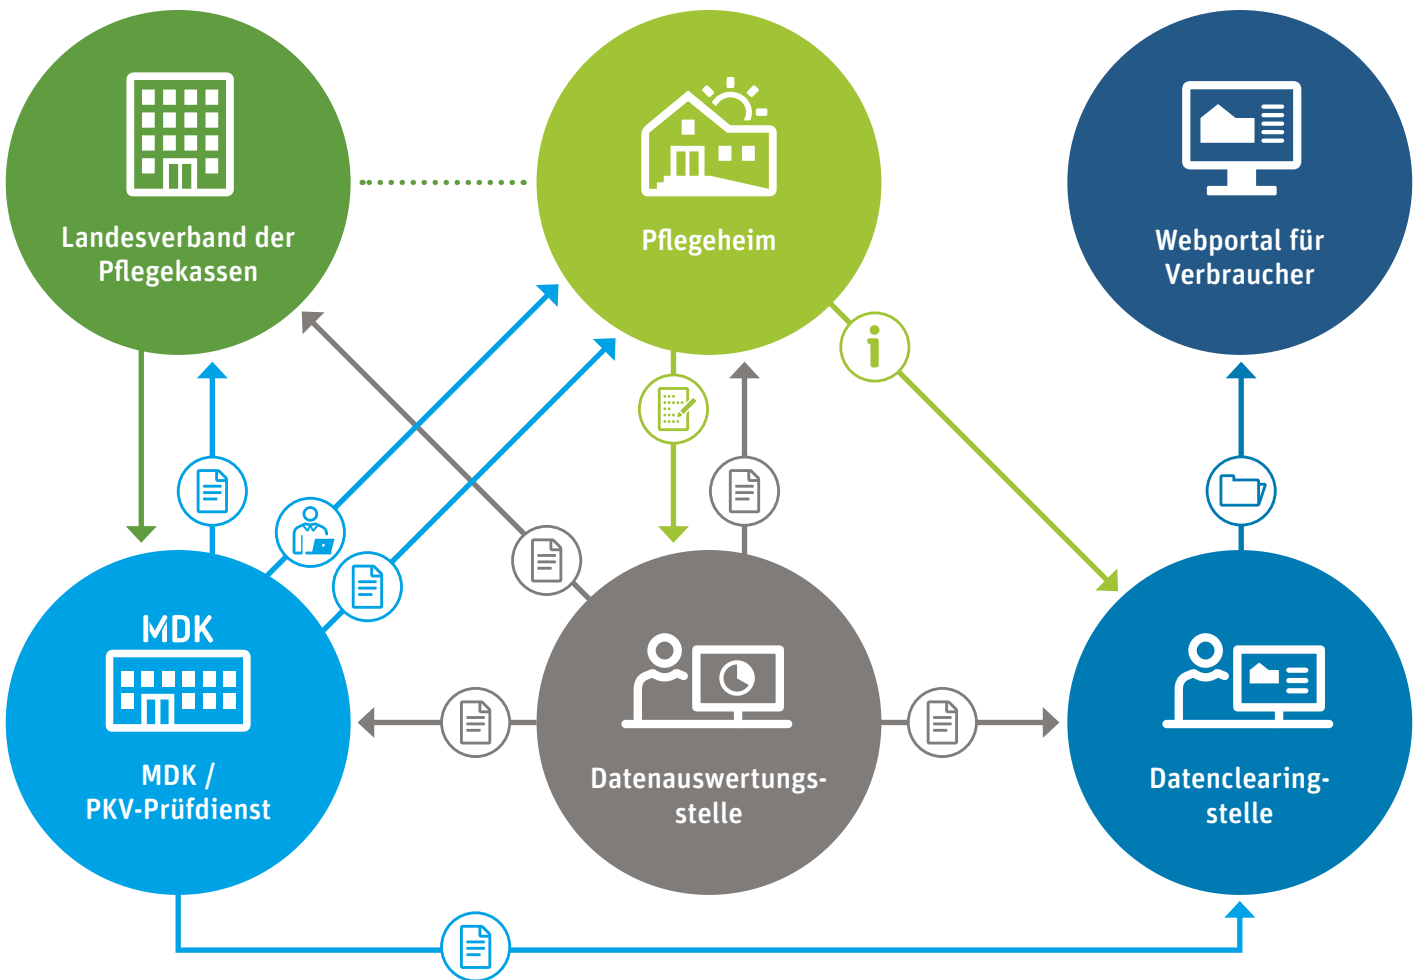 Landesverband der
Pflegekassen
Pflegeheim
Webportal für
Verbraucher
MDK
MDK /
PKV-Prüfdienst
Datenauswertungs-
stelle
Datenclearing-
stelle